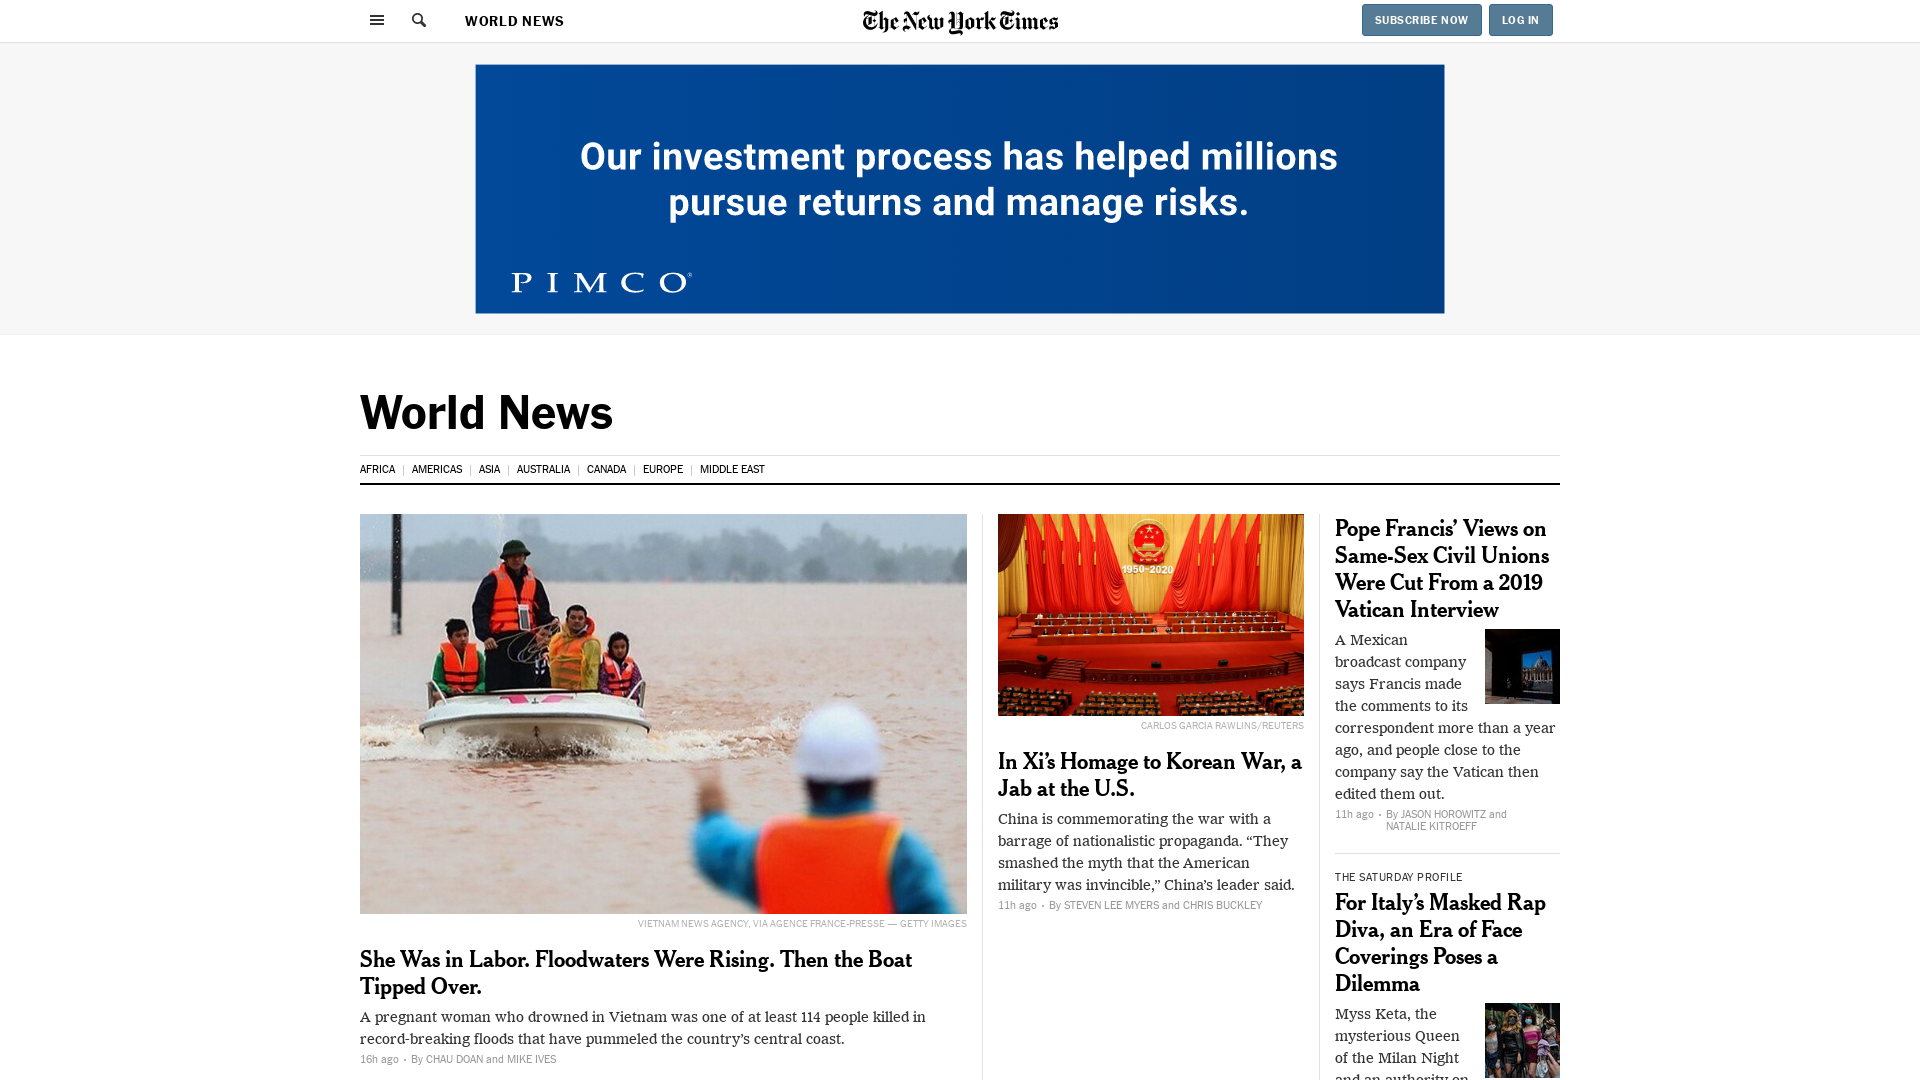 WORLD NEWS
The New York Times
SUBSCRIBE NOW
LOG IN
Our investment process has helped millions
pursue returns and manage risks.
PIMCO®
World News
AFRICA
AMERICAS
ASIA
AUSTRALIA
CANADA
EUROPE
MIDDLE EAST
VIETNAM NEWS AGENCY, VIA AGENCE FRANCE-PRESSE — GETTY IMAGES
She Was in Labor. Floodwaters Were Rising. Then the Boat
Tipped Over.
A pregnant woman who drowned in Vietnam was one of at least 114 people killed in
record-breaking floods that have pummeled the country’s central coast.
16h ago · By CHAU DOAN and MIKE IVES
1950-2020
CARLOS GARCIA RAWLINS/REUTERS
In Xi’s Homage to Korean War, a
Jab at the U.S.
China is commemorating the war with a
barrage of nationalistic propaganda. “They
smashed the myth that the American
military was invincible,” China’s leader said.
11h ago · By STEVEN LEE MYERS and CHRIS BUCKLEY
Pope Francis’ Views on
Same-Sex Civil Unions
Were Cut From a 2019
Vatican Interview
A Mexican
broadcast company
says Francis made
the comments to its
correspondent more than a year
ago, and people close to the
company say the Vatican then
edited them out.
11h ago · By JASON HOROWITZ and
NATALIE KITROEFF
THE SATURDAY PROFILE
For Italy’s Masked Rap
Diva, an Era of Face
Coverings Poses a
Dilemma
Myss Keta, the
mysterious Queen
of the Milan Night
and an authority on